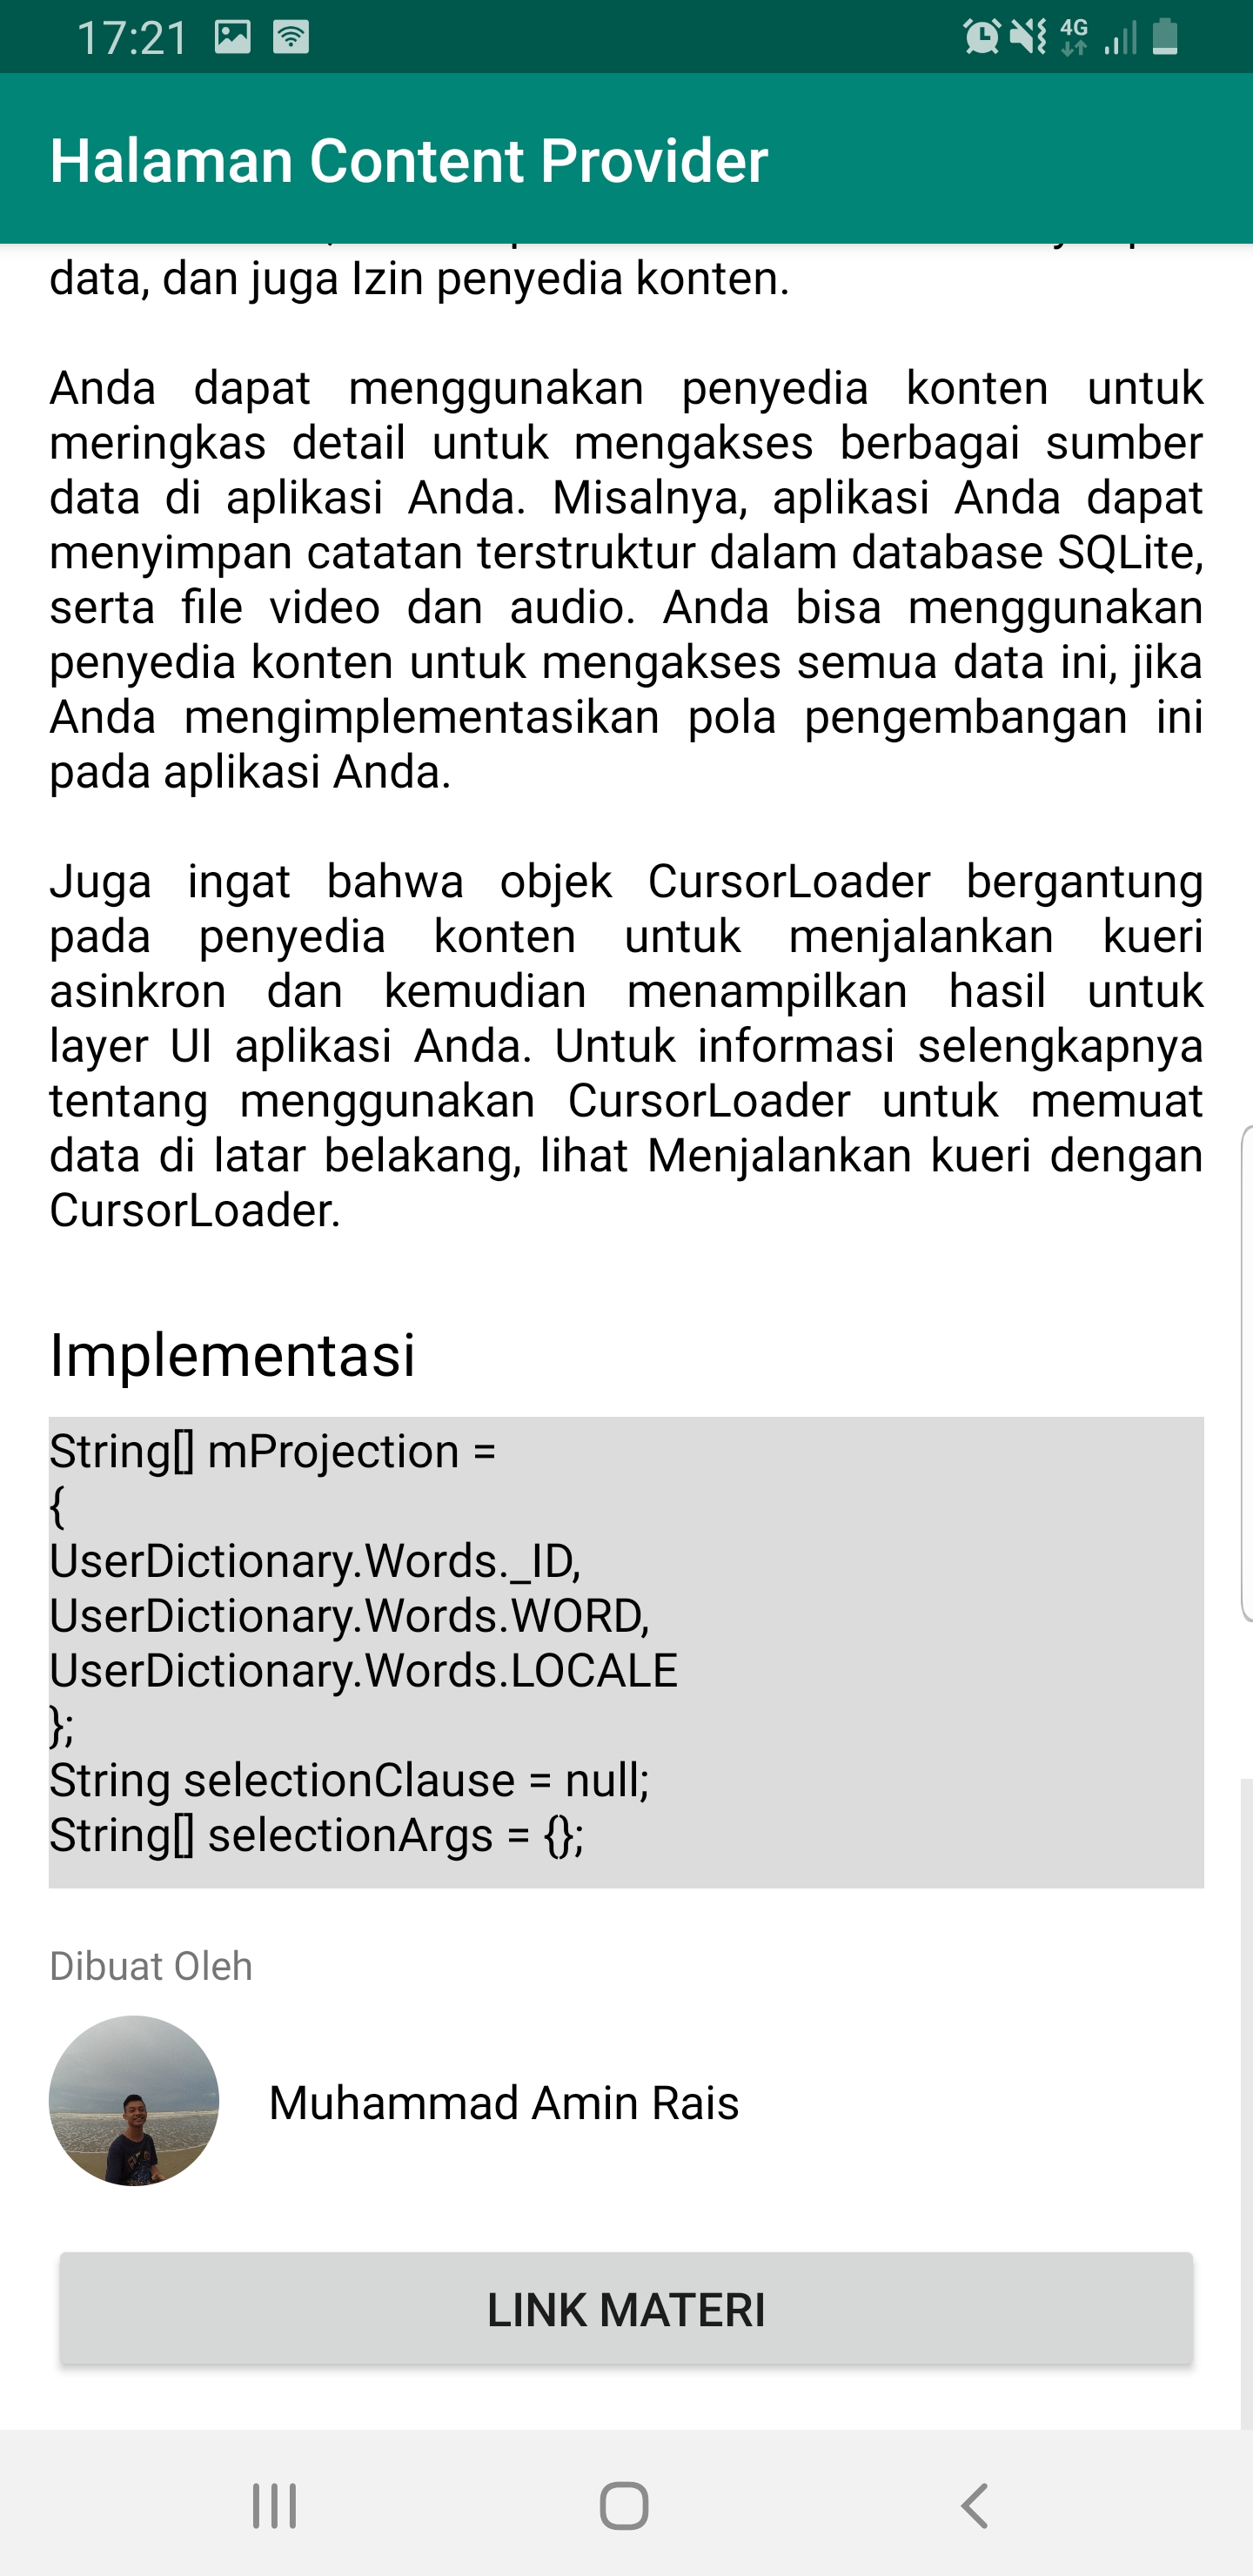 17:21
4G
Halaman Content Provider
data, dan juga Izin penyedia konten.
Anda dapat menggunakan penyedia konten untuk
meringkas detail untuk mengakses berbagai sumber
data di aplikasi Anda. Misalnya, aplikasi Anda dapat
menyimpan catatan terstruktur dalam database SQLite,
serta file video dan audio. Anda bisa menggunakan
penyedia konten untuk mengakses semua data ini, jika
Anda mengimplementasikan pola pengembangan ini
pada aplikasi Anda.
Juga ingat bahwa objek CursorLoader bergantung
pada penyedia konten untuk menjalankan kueri
asinkron dan kemudian menampilkan hasil untuk
layer UI aplikasi Anda. Untuk informasi selengkapnya
tentang menggunakan CursorLoader untuk memuat
data di latar belakang, lihat Menjalankan kueri dengan
CursorLoader.
Implementasi
String[] mProjection =
{
UserDictionary.Words._ID,
UserDictionary.Words.WORD,
UserDictionary.Words.LOCALE
};
String selectionClause = null;
String[] selectionArgs = {};
Dibuat Oleh
Muhammad Amin Rais
LINK MATERI